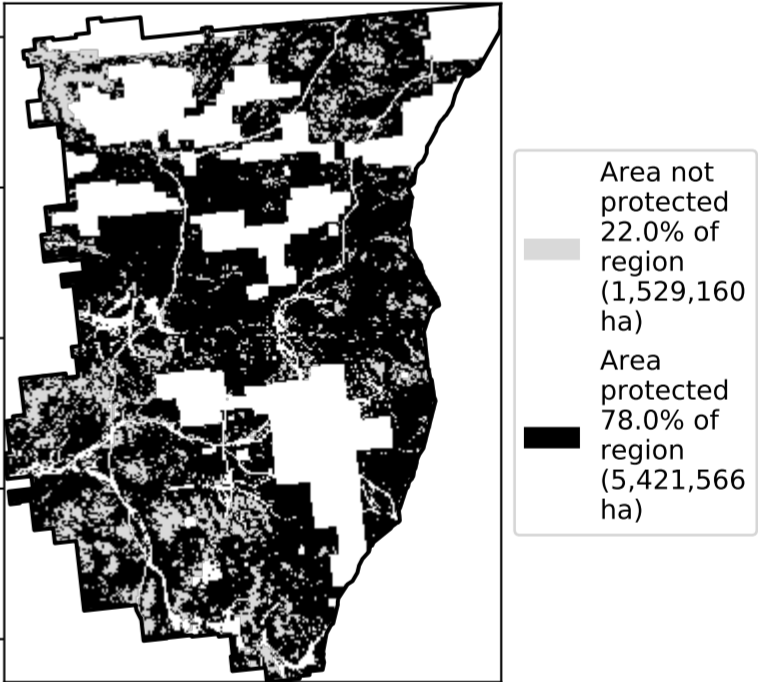 Area not
protected
22.0% of
region
(1,529,160
ha)
Area
protected
78.0% of
region
(5,421,566
ha)